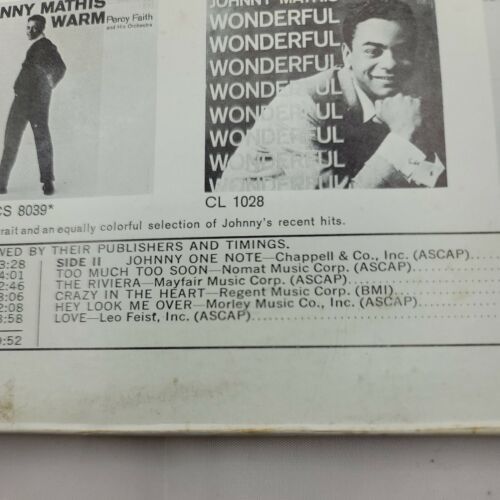 NNY MATHIS
WARM Percy Faith
and His Orchestra
JOHNNY MATHIS
WONDERFUL
WONDERFUL
WONDERFUL
WONDERFUL
WONDERFUL
WONDERFUL
WONDERFUL
WONDERFUL
CS 8039*
CL 1028
rait and an equally colorful selection of Johnny's recent hits.
WED BY THEIR PUBLISHERS AND TIMINGS.
3:28 SIDE II JOHNNY ONE NOTE—Chappell & Co., Inc. (ASCAP)
4:01 TOO MUCH TOO SOON—Nomat Music Corp. (ASCAP)
2:46 THE RIVIERA—Mayfair Music Corp. (ASCAP)
3:06 CRAZY IN THE HEART—Regent Music Corp. (BMI)
2:08 HEY LOOK ME OVER—Morley Music Co., Inc. (ASCAP)
3:58 LOVE—Leo Feist, Inc. (ASCAP)
9:52